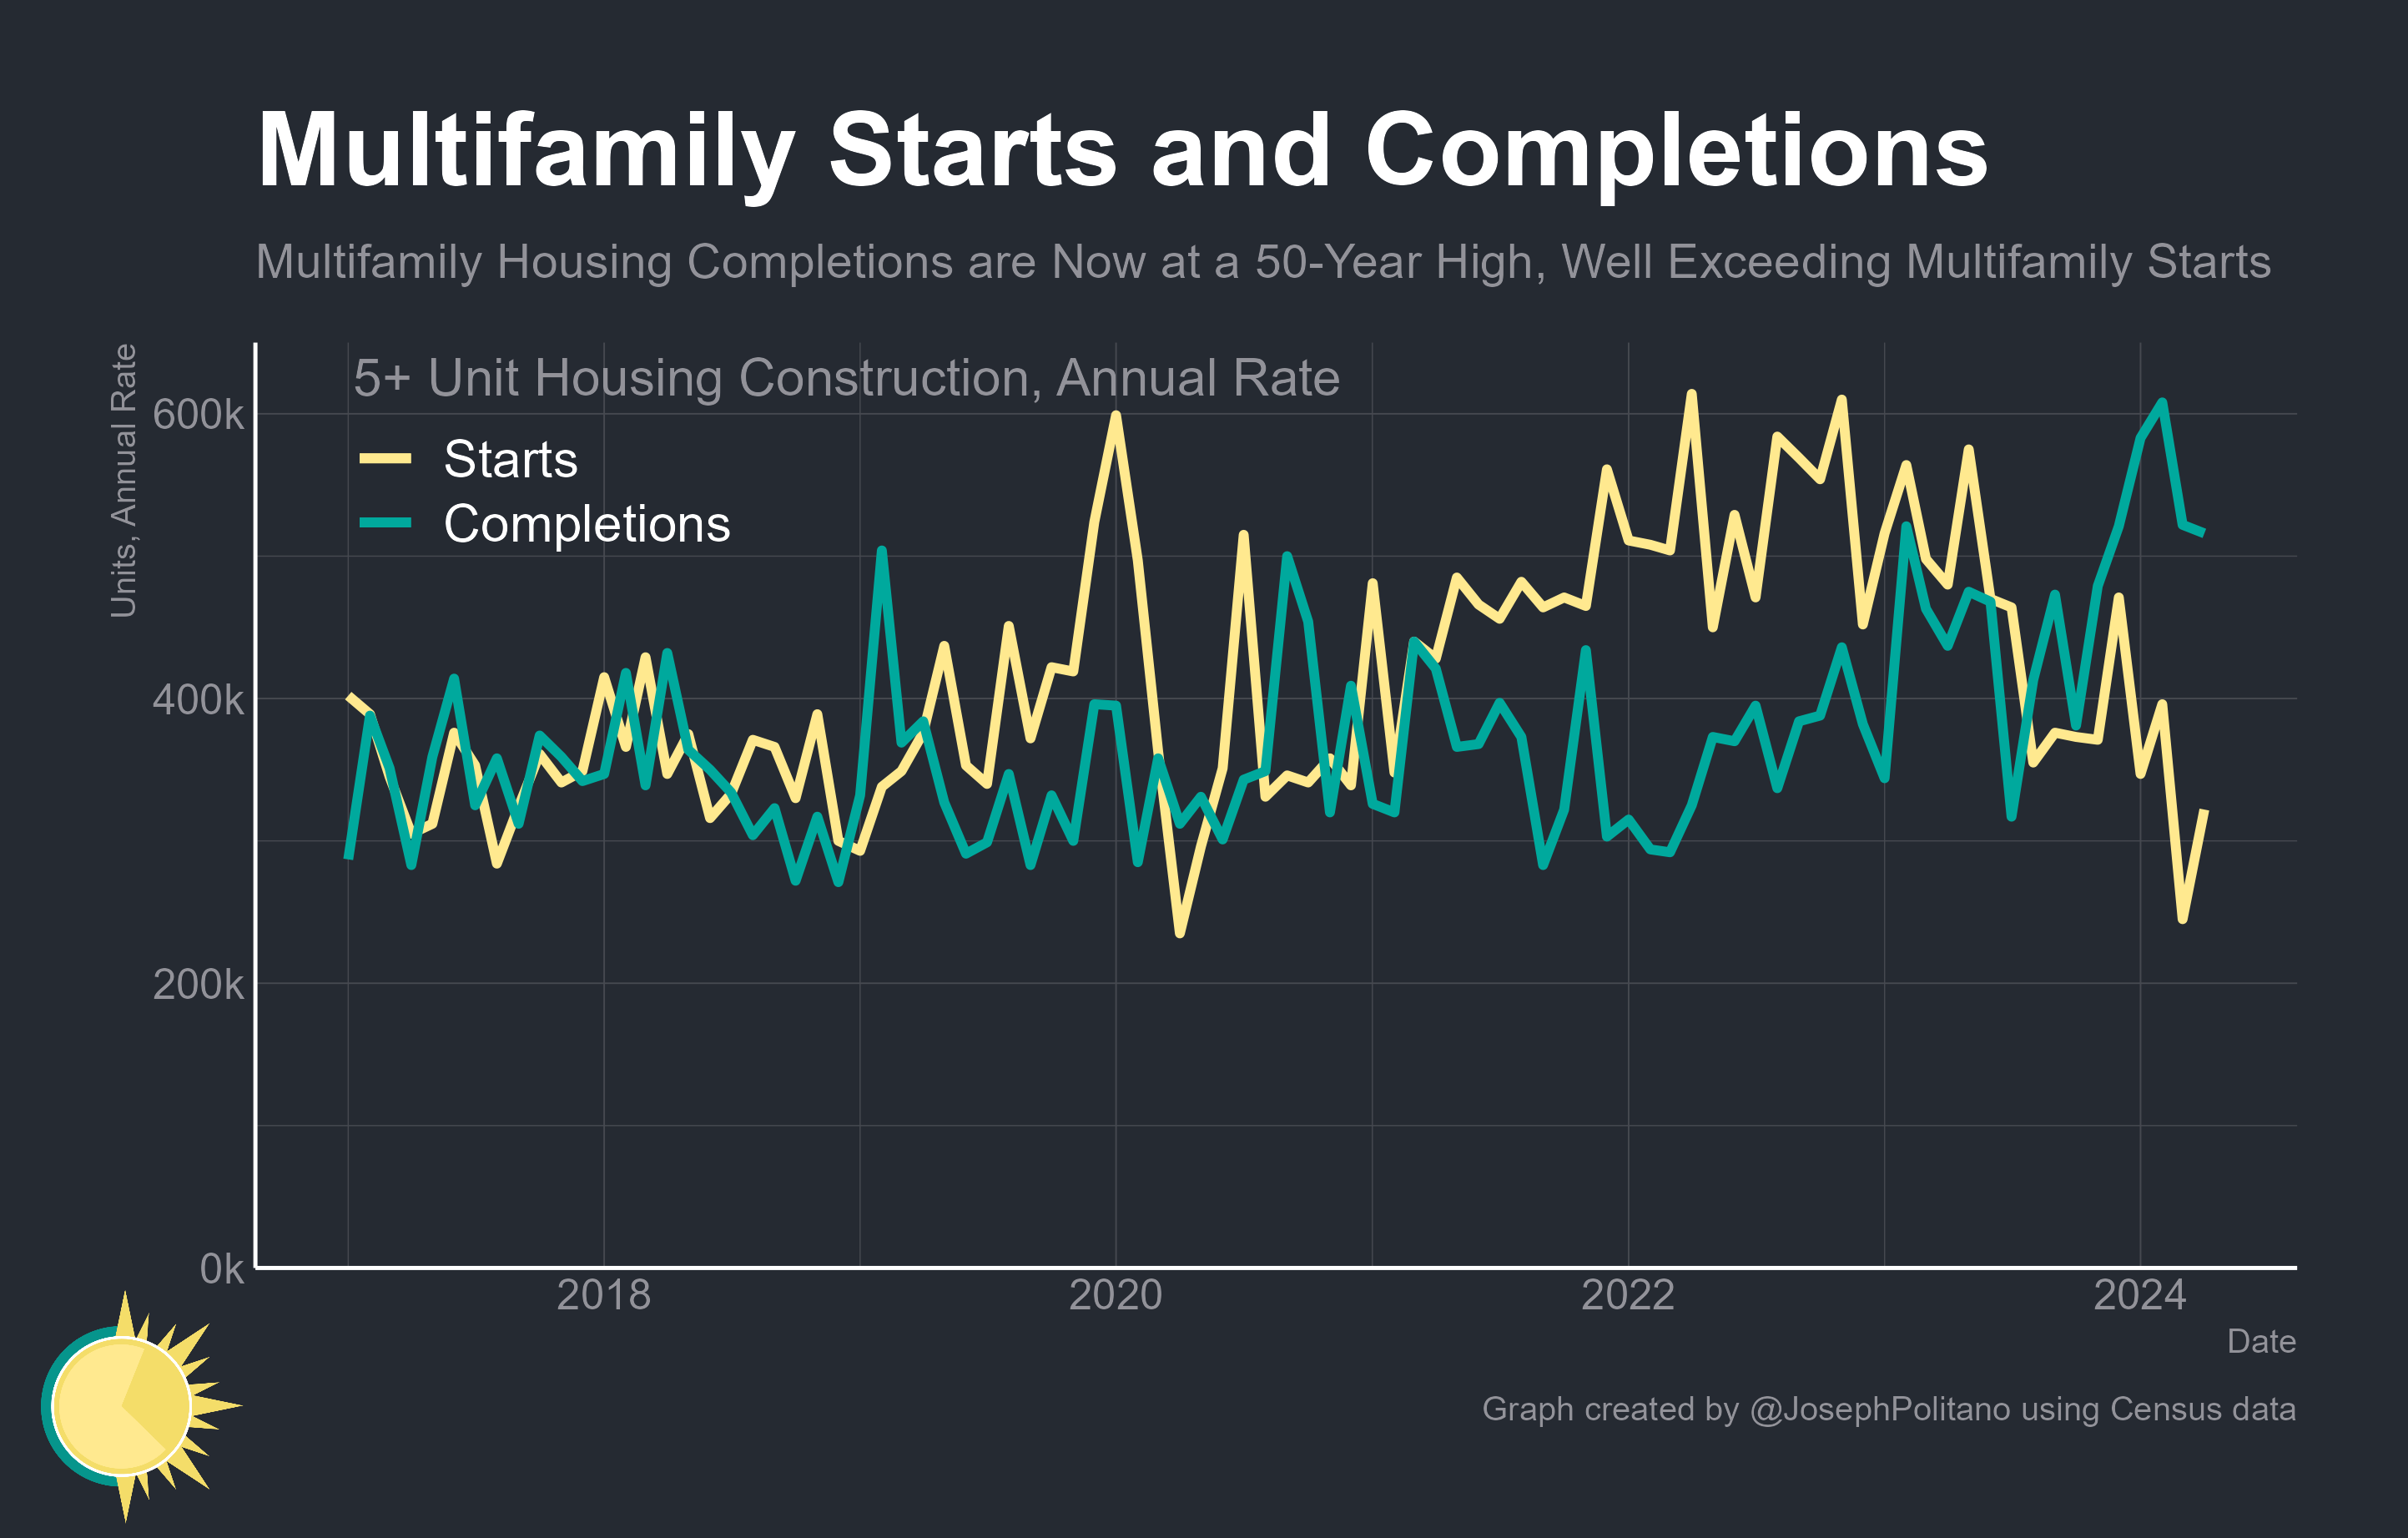 Multifamily Starts and Completions
Multifamily Housing Completions are Now at a 50-Year High, Well Exceeding Multifamily Starts
Units, Annual Rate
5+ Unit Housing Construction, Annual Rate
Starts
Completions
600k
400k
200k
0k
2018
2020
2022
2024
Date
Graph created by @JosephPolitano using Census data